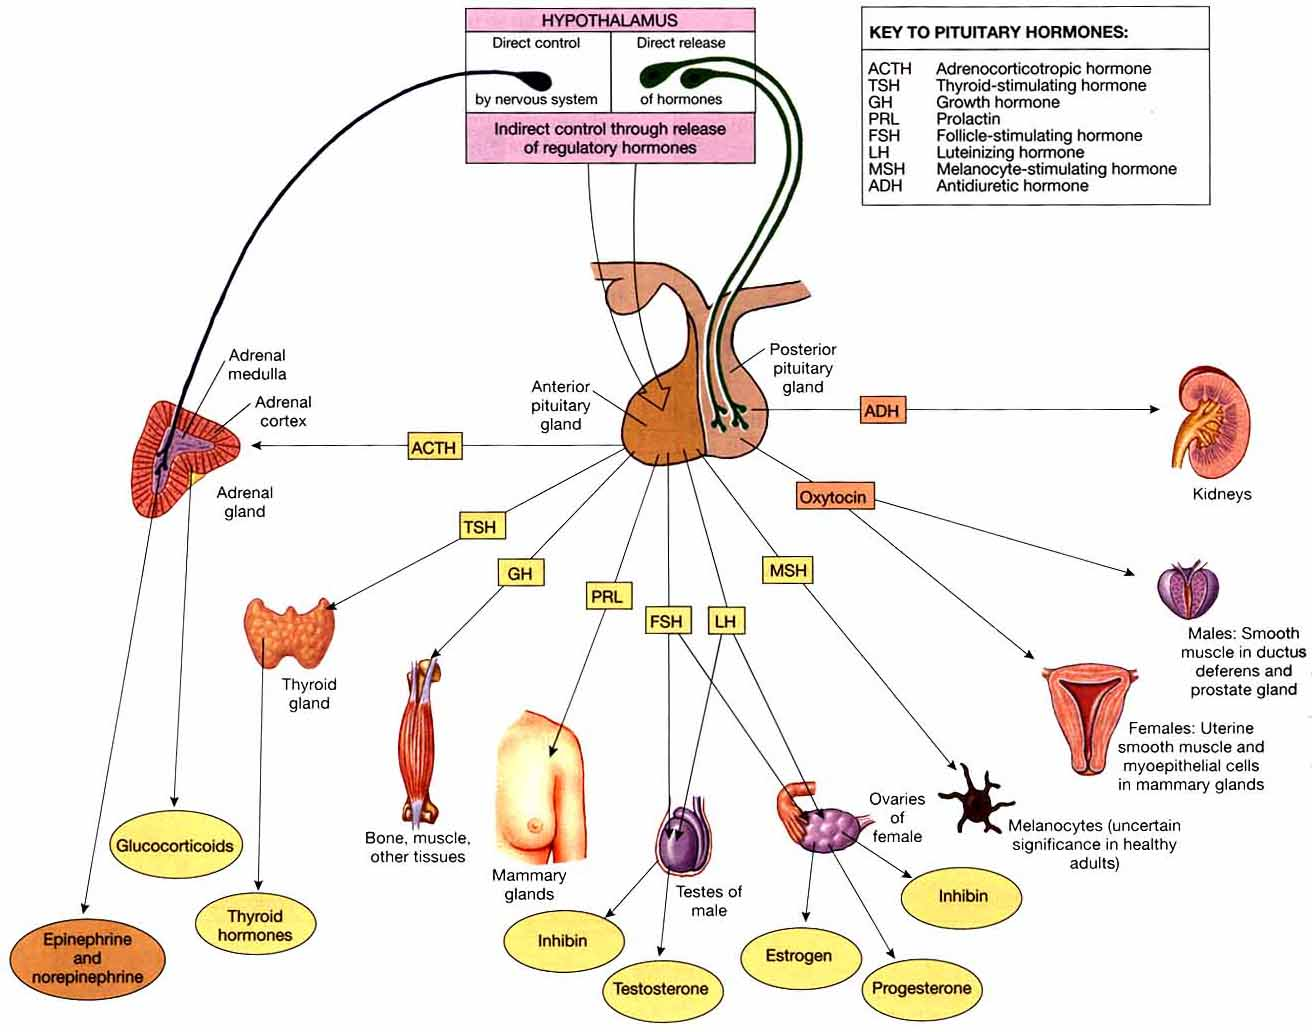 HYPOTHALAMUS
Direct control
by nervous system
Direct release
of hormones
Indirect control through release
of regulatory hormones
KEY TO PITUITARY HORMONES:
ACTH Adrenocorticotropic hormone
TSH Thyroid-stimulating hormone
GH Growth hormone
PRL Prolactin
FSH Follicle-stimulating hormone
LH Luteinizing hormone
MSH Melanocyte-stimulating hormone
ADH Antidiuretic hormone
Adrenal
medulla
Adrenal
cortex
Adrenal
gland
Anterior
pituitary
gland
Posterior
pituitary
gland
ACTH
ADH
Kidneys
TSH
GH
PRL
FSH
LH
MSH
Oxytocin
Males: Smooth
muscle in ductus
deferens and
prostate gland
Females: Uterine
smooth muscle and
myoepithelial cells
in mammary glands
Thyroid
gland
Bone, muscle,
other tissues
Mammary
glands
Testes of
male
Ovaries
of
female
Melanocytes (uncertain
significance in healthy
adults)
Glucocorticoids
Thyroid
hormones
Epinephrine
and
norepinephrine
Inhibin
Testosterone
Estrogen
Progesterone
Inhibin